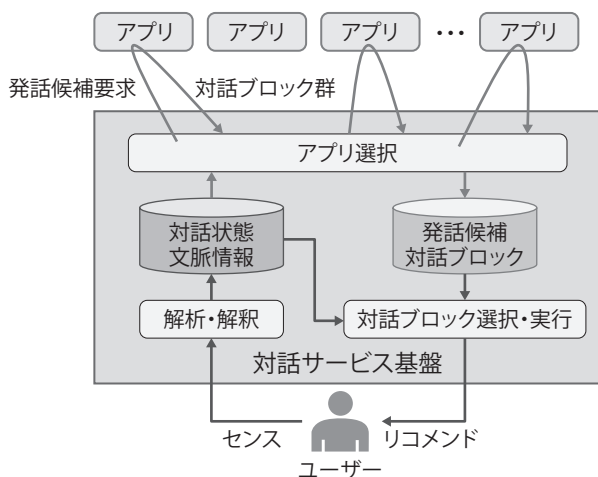 アプリ
アプリ
アプリ
•••
アプリ
発話候補要求
対話ブロック群
アプリ選択
対話状態
文脈情報
発話候補
対話ブロック
解析・解釈
対話ブロック選択・実行
対話サービス基盤
センス
リコメンド
ユーザー